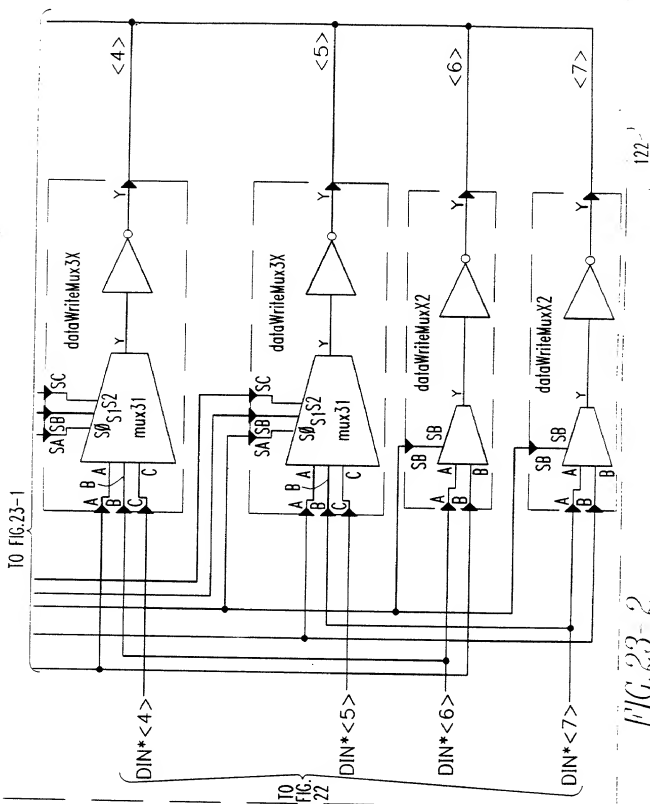 TO FIG.23-1
SA SB SC
SØ S1 S2
A B C
A B C
mux31
Y
dataWriteMux3X
Y
<4>
DIN*<4>
SA SB SC
SØ S1 S2
A B C
A B C
mux31
Y
dataWriteMux3X
Y
<5>
DIN*<5>
SB
SB
A B
A B
Y
dataWriteMuxX2
Y
<6>
DIN*<6>
SB
SB
A B
A B
Y
dataWriteMuxX2
Y
<7>
DIN*<7>
TO
FIG.
22
122
FIG.23-2